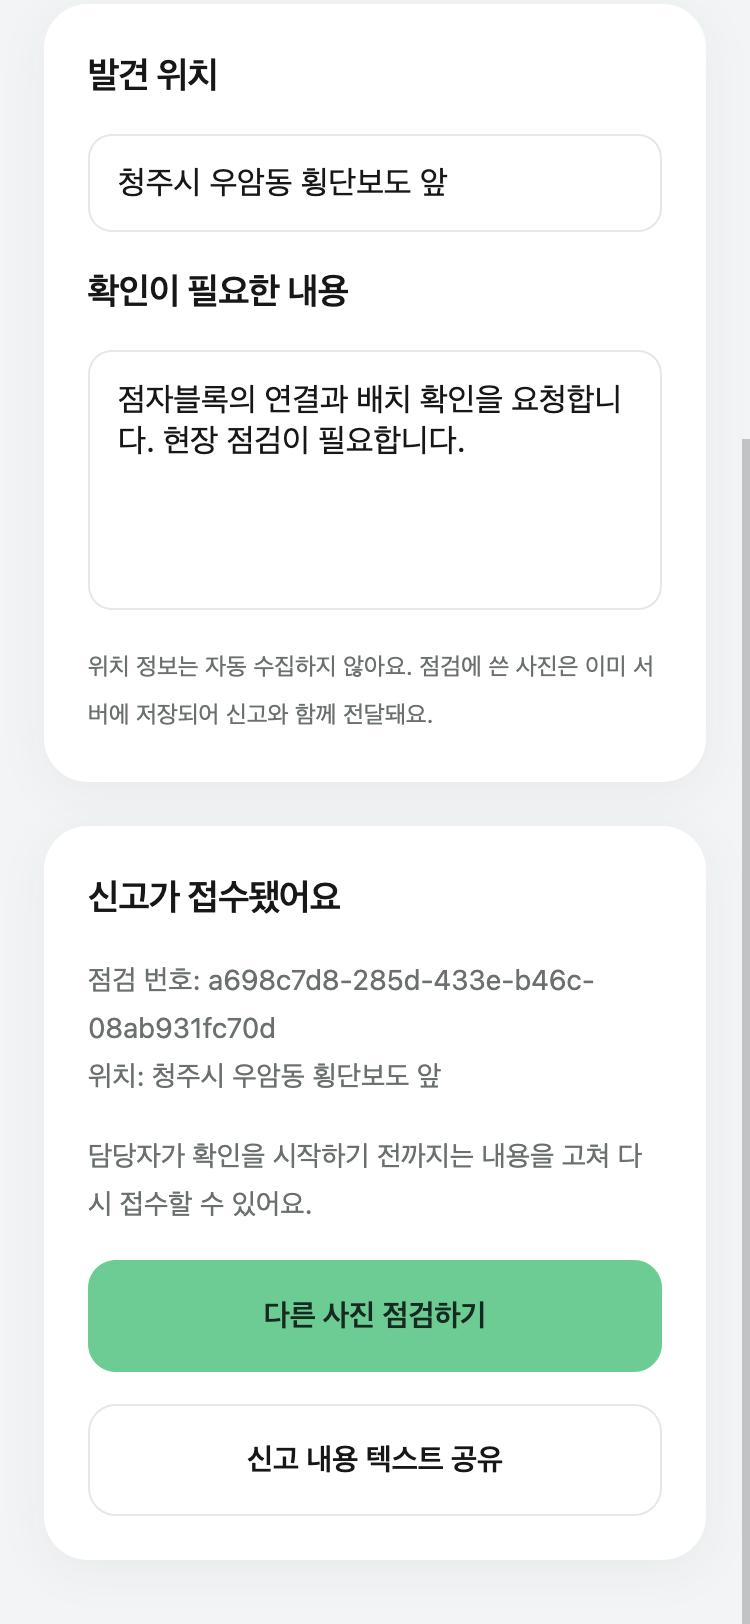 발견 위치
청주시 우암동 횡단보도 앞
확인이 필요한 내용
점자블록의 연결과 배치 확인을 요청합니
다. 현장 점검이 필요합니다.
위치 정보는 자동 수집하지 않아요. 점검에 쓴 사진은 이미 서
버에 저장되어 신고와 함께 전달돼요.
신고가 접수됐어요
점검 번호: a698c7d8-285d-433e-b46c-
08ab931fc70d
위치: 청주시 우암동 횡단보도 앞
담당자가 확인을 시작하기 전까지는 내용을 고쳐 다
시 접수할 수 있어요.
다른 사진 점검하기
신고 내용 텍스트 공유